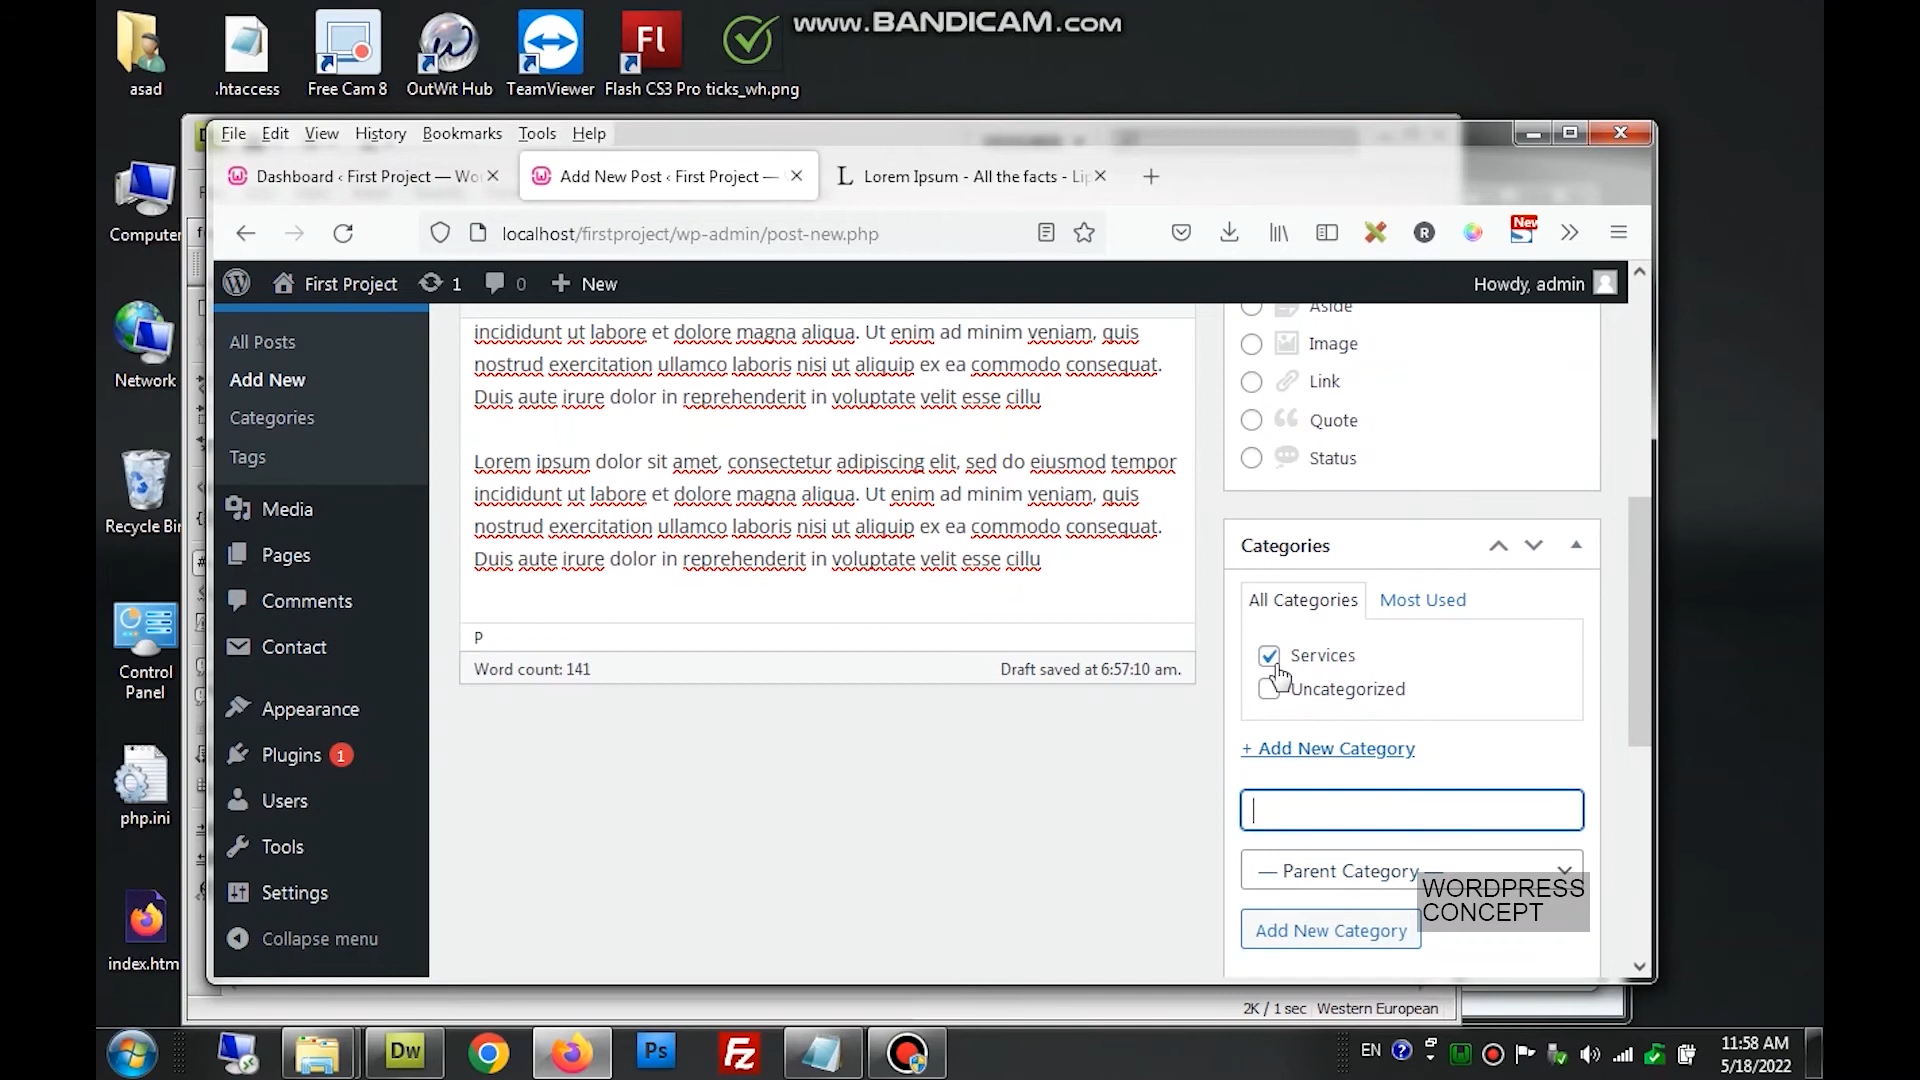 www.BANDICAM.com
asad
.htaccess
Free Cam 8
OutWit Hub
TeamViewer
Flash CS3 Pro
ticks_wh.png
File Edit View History Bookmarks Tools Help
Dashboard ‹ First Project — Wo
Add New Post ‹ First Project —
Lorem Ipsum - All the facts - Lip
localhost/firstproject/wp-admin/post-new.php
New
First Project
1
0
New
Howdy, admin
All Posts
Add New
Categories
Tags
Media
Pages
Comments
Contact
Appearance
Plugins 1
Users
Tools
Settings
Collapse menu
incididunt ut labore et dolore magna aliqua. Ut enim ad minim veniam, quis
nostrud exercitation ullamco laboris nisi ut aliquip ex ea commodo consequat.
Duis aute irure dolor in reprehenderit in voluptate velit esse cillu
Lorem ipsum dolor sit amet, consectetur adipiscing elit, sed do eiusmod tempor
incididunt ut labore et dolore magna aliqua. Ut enim ad minim veniam, quis
nostrud exercitation ullamco laboris nisi ut aliquip ex ea commodo consequat.
Duis aute irure dolor in reprehenderit in voluptate velit esse cillu
P
Word count: 141
Draft saved at 6:57:10 am.
Aside
Image
Link
Quote
Status
Categories
All Categories
Most Used
Services
Uncategorized
+ Add New Category
— Parent Category —
Add New Category
WORDPRESS
CONCEPT
Computer
Network
Recycle Bin
Control
Panel
php.ini
index.htm
2K / 1 sec
Western European
Fl
Dw
Ps
Fz
EN
11:58 AM
5/18/2022